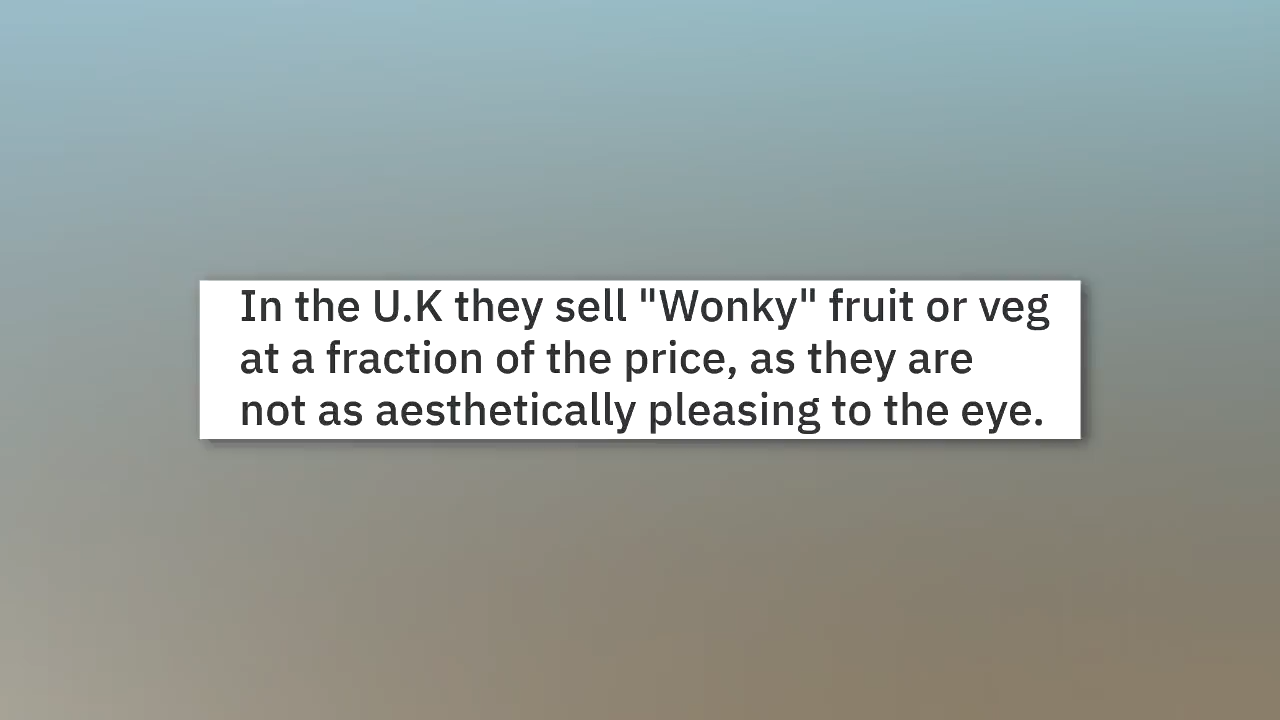 In the U.K they sell "Wonky" fruit or veg
at a fraction of the price, as they are
not as aesthetically pleasing to the eye.